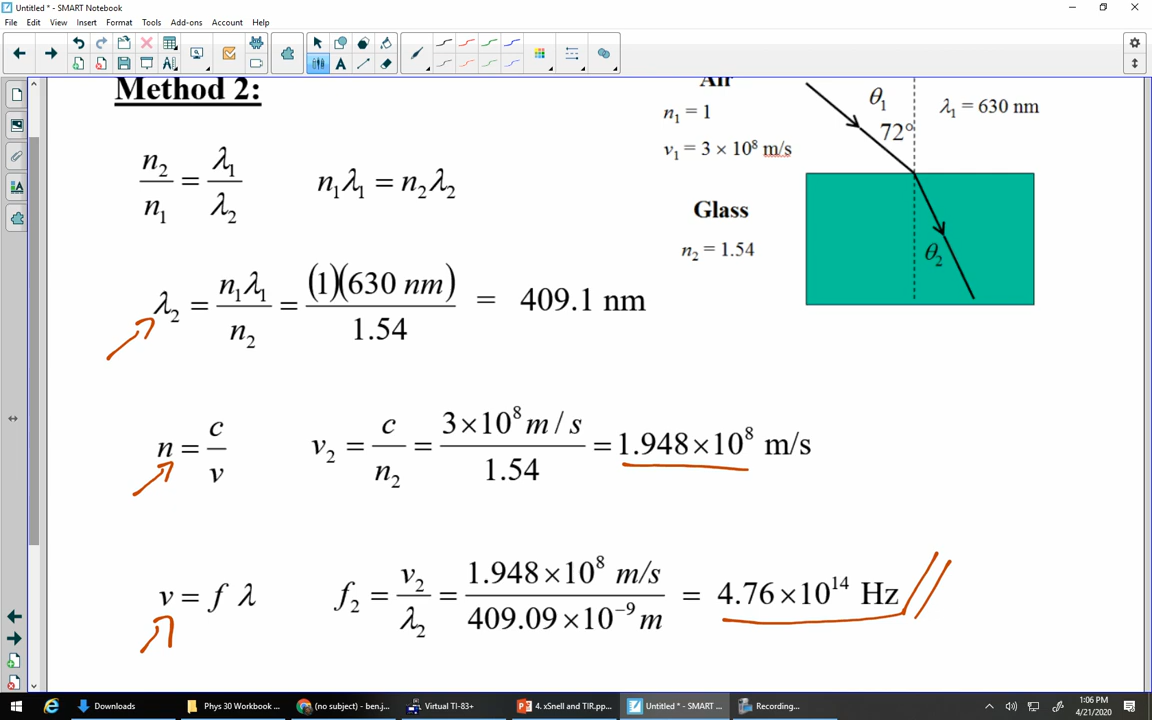 Untitled * - SMART Notebook
File Edit View Insert Format Tools Add-ons Account Help
Method 2:
Air
n₁ = 1
v₁ = 3 × 10⁸ m/s
θ₁
72°
λ₁ = 630 nm
n₂/n₁ = λ₁/λ₂
n₁λ₁ = n₂λ₂
Glass
n₂ = 1.54
θ₂
λ₂ = n₁λ₁/n₂ = (1)(630 nm)/1.54 = 409.1 nm
n = c/v
v₂ = c/n₂ = 3×10⁸ m/s/1.54 = 1.948×10⁸ m/s
v = f λ
f₂ = v₂/λ₂ = 1.948×10⁸ m/s/409.09×10⁻⁹ m = 4.76×10¹⁴ Hz
Downloads
Phys 30 Workbook ...
(no subject) - ben.j...
Virtual TI-83+
4. xSnell and TIR.pp...
Untitled * - SMART ...
Recording...
1:06 PM
4/21/2020